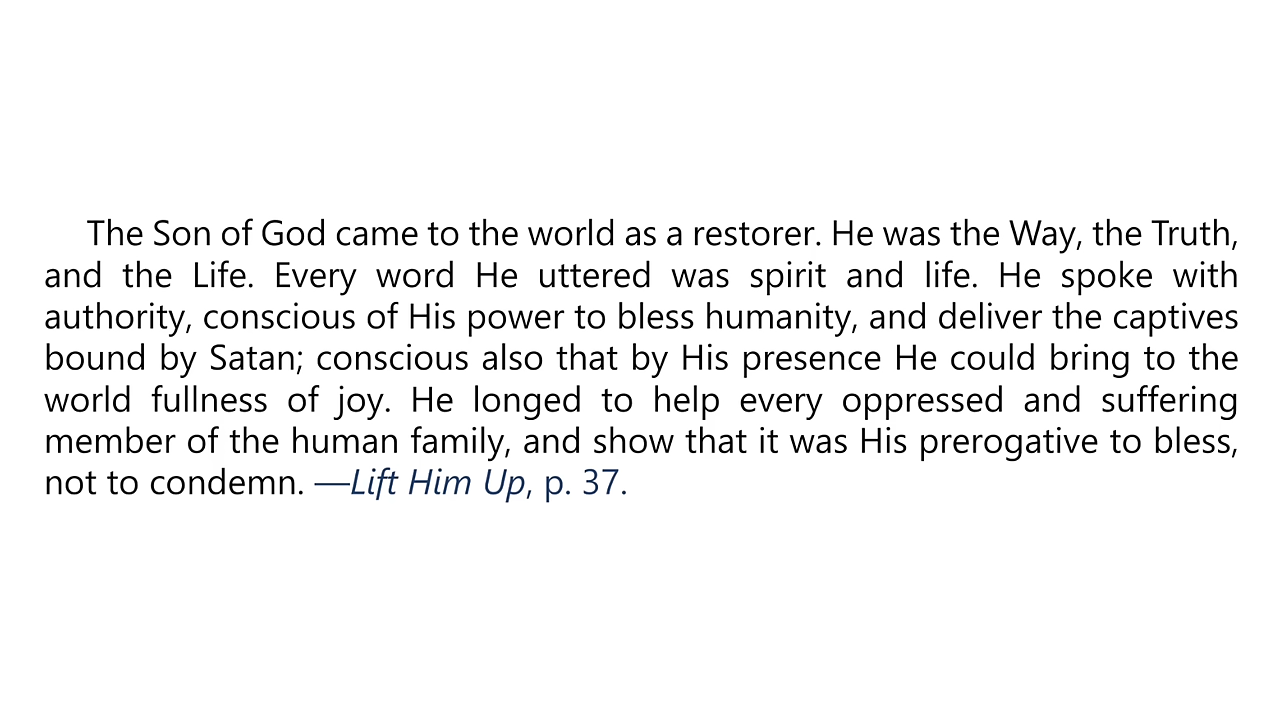 The Son of God came to the world as a restorer. He was the Way, the Truth,
and the Life. Every word He uttered was spirit and life. He spoke with
authority, conscious of His power to bless humanity, and deliver the captives
bound by Satan; conscious also that by His presence He could bring to the
world fullness of joy. He longed to help every oppressed and suffering
member of the human family, and show that it was His prerogative to bless,
not to condemn. —Lift Him Up, p. 37.